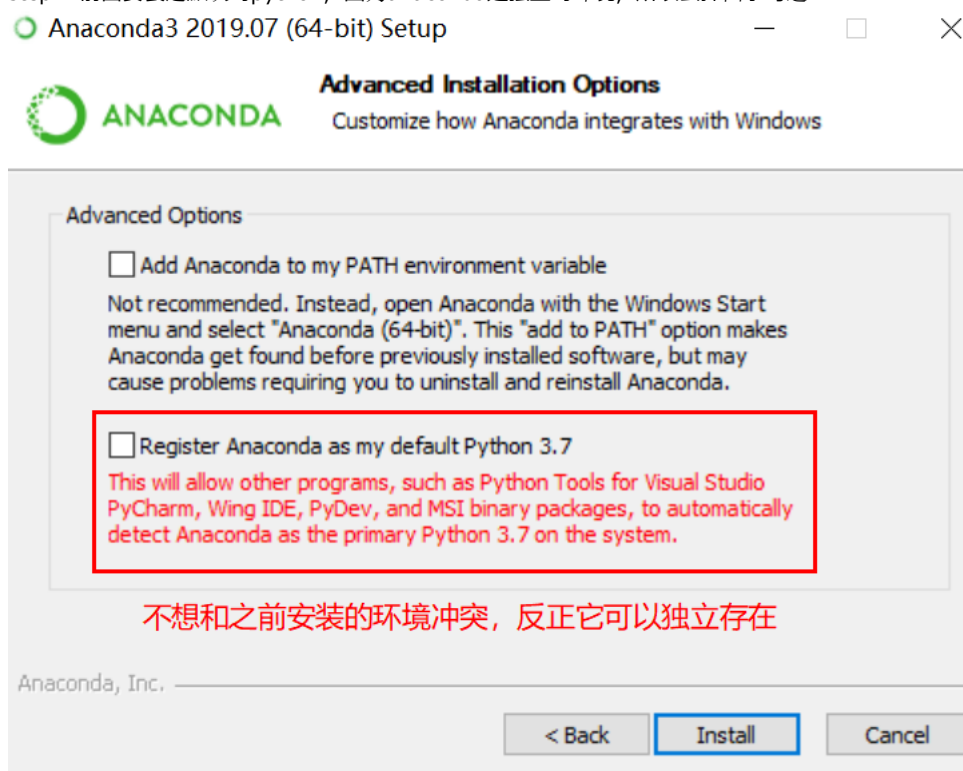 Anaconda3 2019.07 (64-bit) Setup
ANACONDA
Advanced Installation Options
Customize how Anaconda integrates with Windows
Advanced Options
Add Anaconda to my PATH environment variable
Not recommended. Instead, open Anaconda with the Windows Start
menu and select "Anaconda (64-bit)". This "add to PATH" option makes
Anaconda get found before previously installed software, but may
cause problems requiring you to uninstall and reinstall Anaconda.
Register Anaconda as my default Python 3.7
This will allow other programs, such as Python Tools for Visual Studio
PyCharm, Wing IDE, PyDev, and MSI binary packages, to automatically
detect Anaconda as the primary Python 3.7 on the system.
不想和之前安装的环境冲突，反正它可以独立存在
Anaconda, Inc.
< Back
Install
Cancel